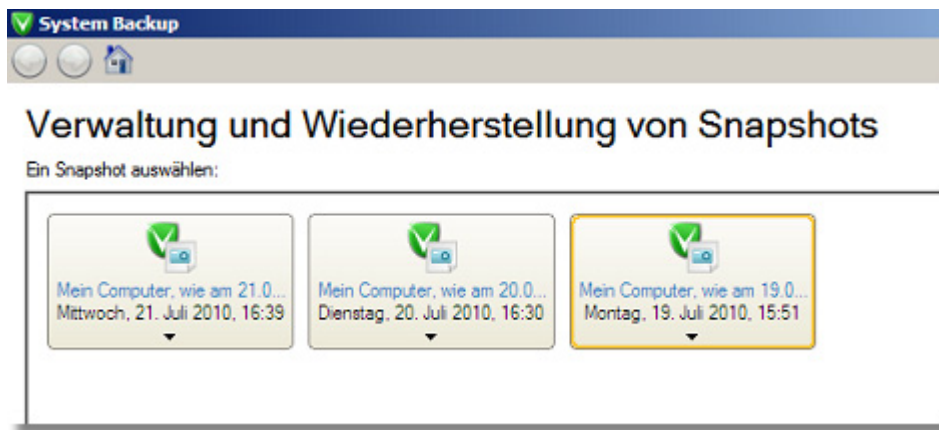 System Backup
Verwaltung und Wiederherstellung von Snapshots
Ein Snapshot auswählen:
Mein Computer, wie am 21.0...
Mittwoch, 21. Juli 2010, 16:39
Mein Computer, wie am 20.0...
Dienstag, 20. Juli 2010, 16:30
Mein Computer, wie am 19.0...
Montag, 19. Juli 2010, 15:51